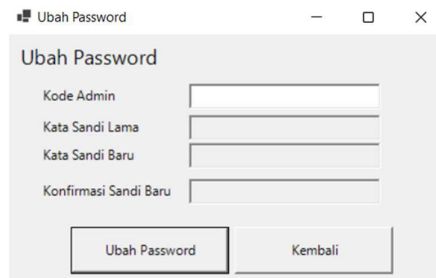 Ubah Password
Ubah Password
Kode Admin
Kata Sandi Lama
Kata Sandi Baru
Konfirmasi Sandi Baru
Ubah Password Kembali